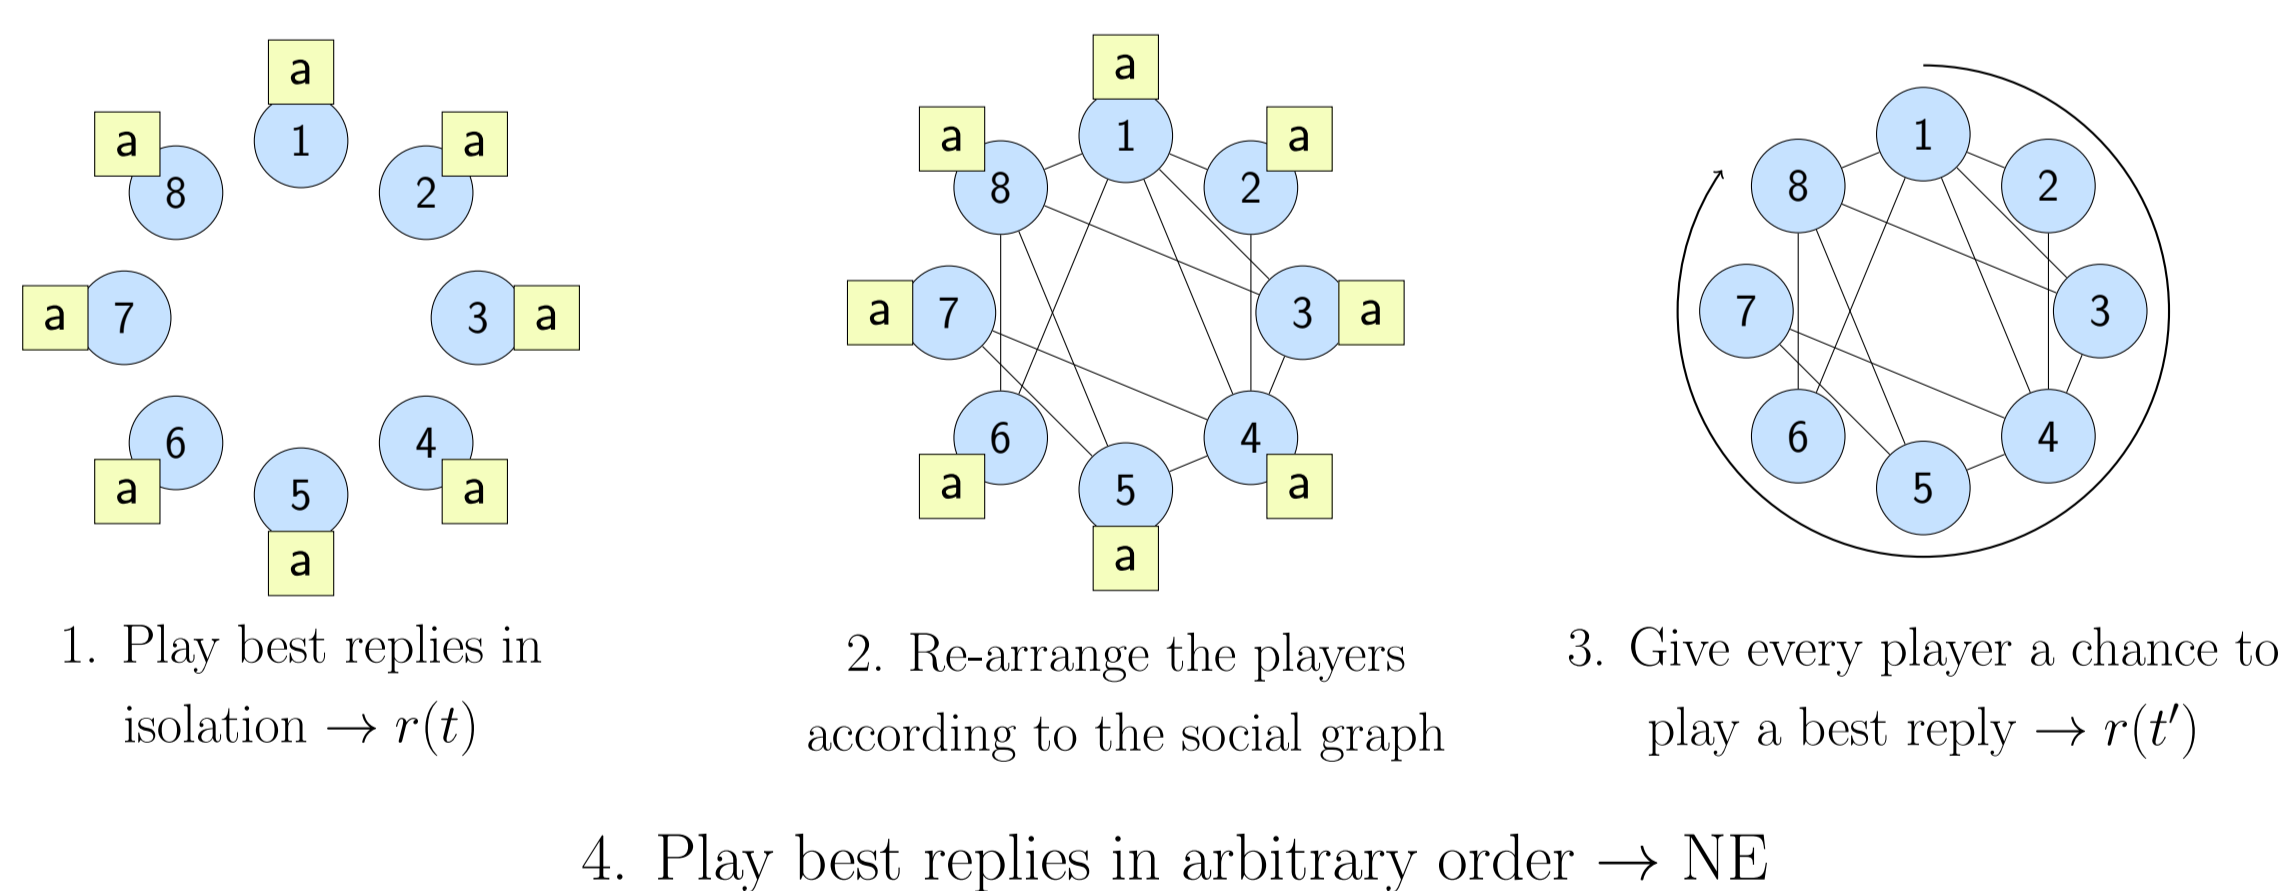 a
a 1 a
8 2
a 7 3 a
6 4
a 5 a
a
a
a 1 a
8 2
a 7 3 a
6 4
a 5 a
a
1
8 2
7 3
6 4
5
1. Play best replies in
isolation → r(t)
2. Re-arrange the players
according to the social graph
3. Give every player a chance to
play a best reply → r(t′)
4. Play best replies in arbitrary order → NE